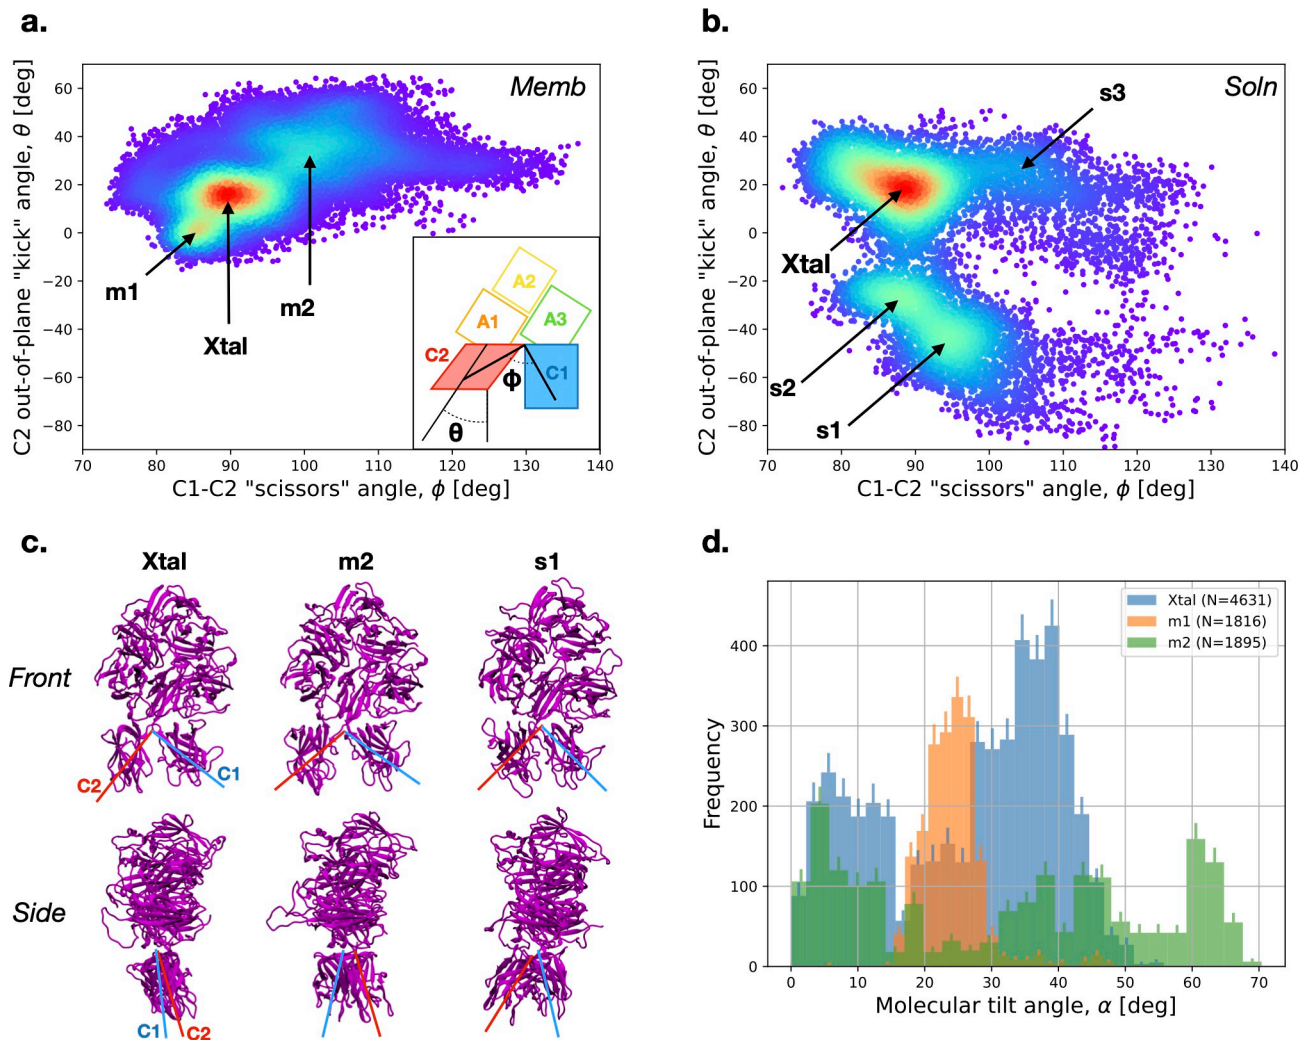 a.
C2 out-of-plane "kick" angle, θ [deg]
60
40
20
0
−20
−40
−60
−80
Memb
m1
Xtal
m2
A2
A1
A3
C2
C1
ϕ
θ
70
80
90
100
110
120
130
140
C1-C2 "scissors" angle, ϕ [deg]
b.
C2 out-of-plane "kick" angle, θ [deg]
60
40
20
0
−20
−40
−60
−80
Soln
s3
Xtal
s2
s1
70
80
90
100
110
120
130
140
C1-C2 "scissors" angle, ϕ [deg]
c.
Xtal
m2
s1
Front
C2
C1
Side
C1
C2
d.
Frequency
400
300
200
100
0
Xtal (N=4631)
m1 (N=1816)
m2 (N=1895)
0
10
20
30
40
50
60
70
Molecular tilt angle, α [deg]